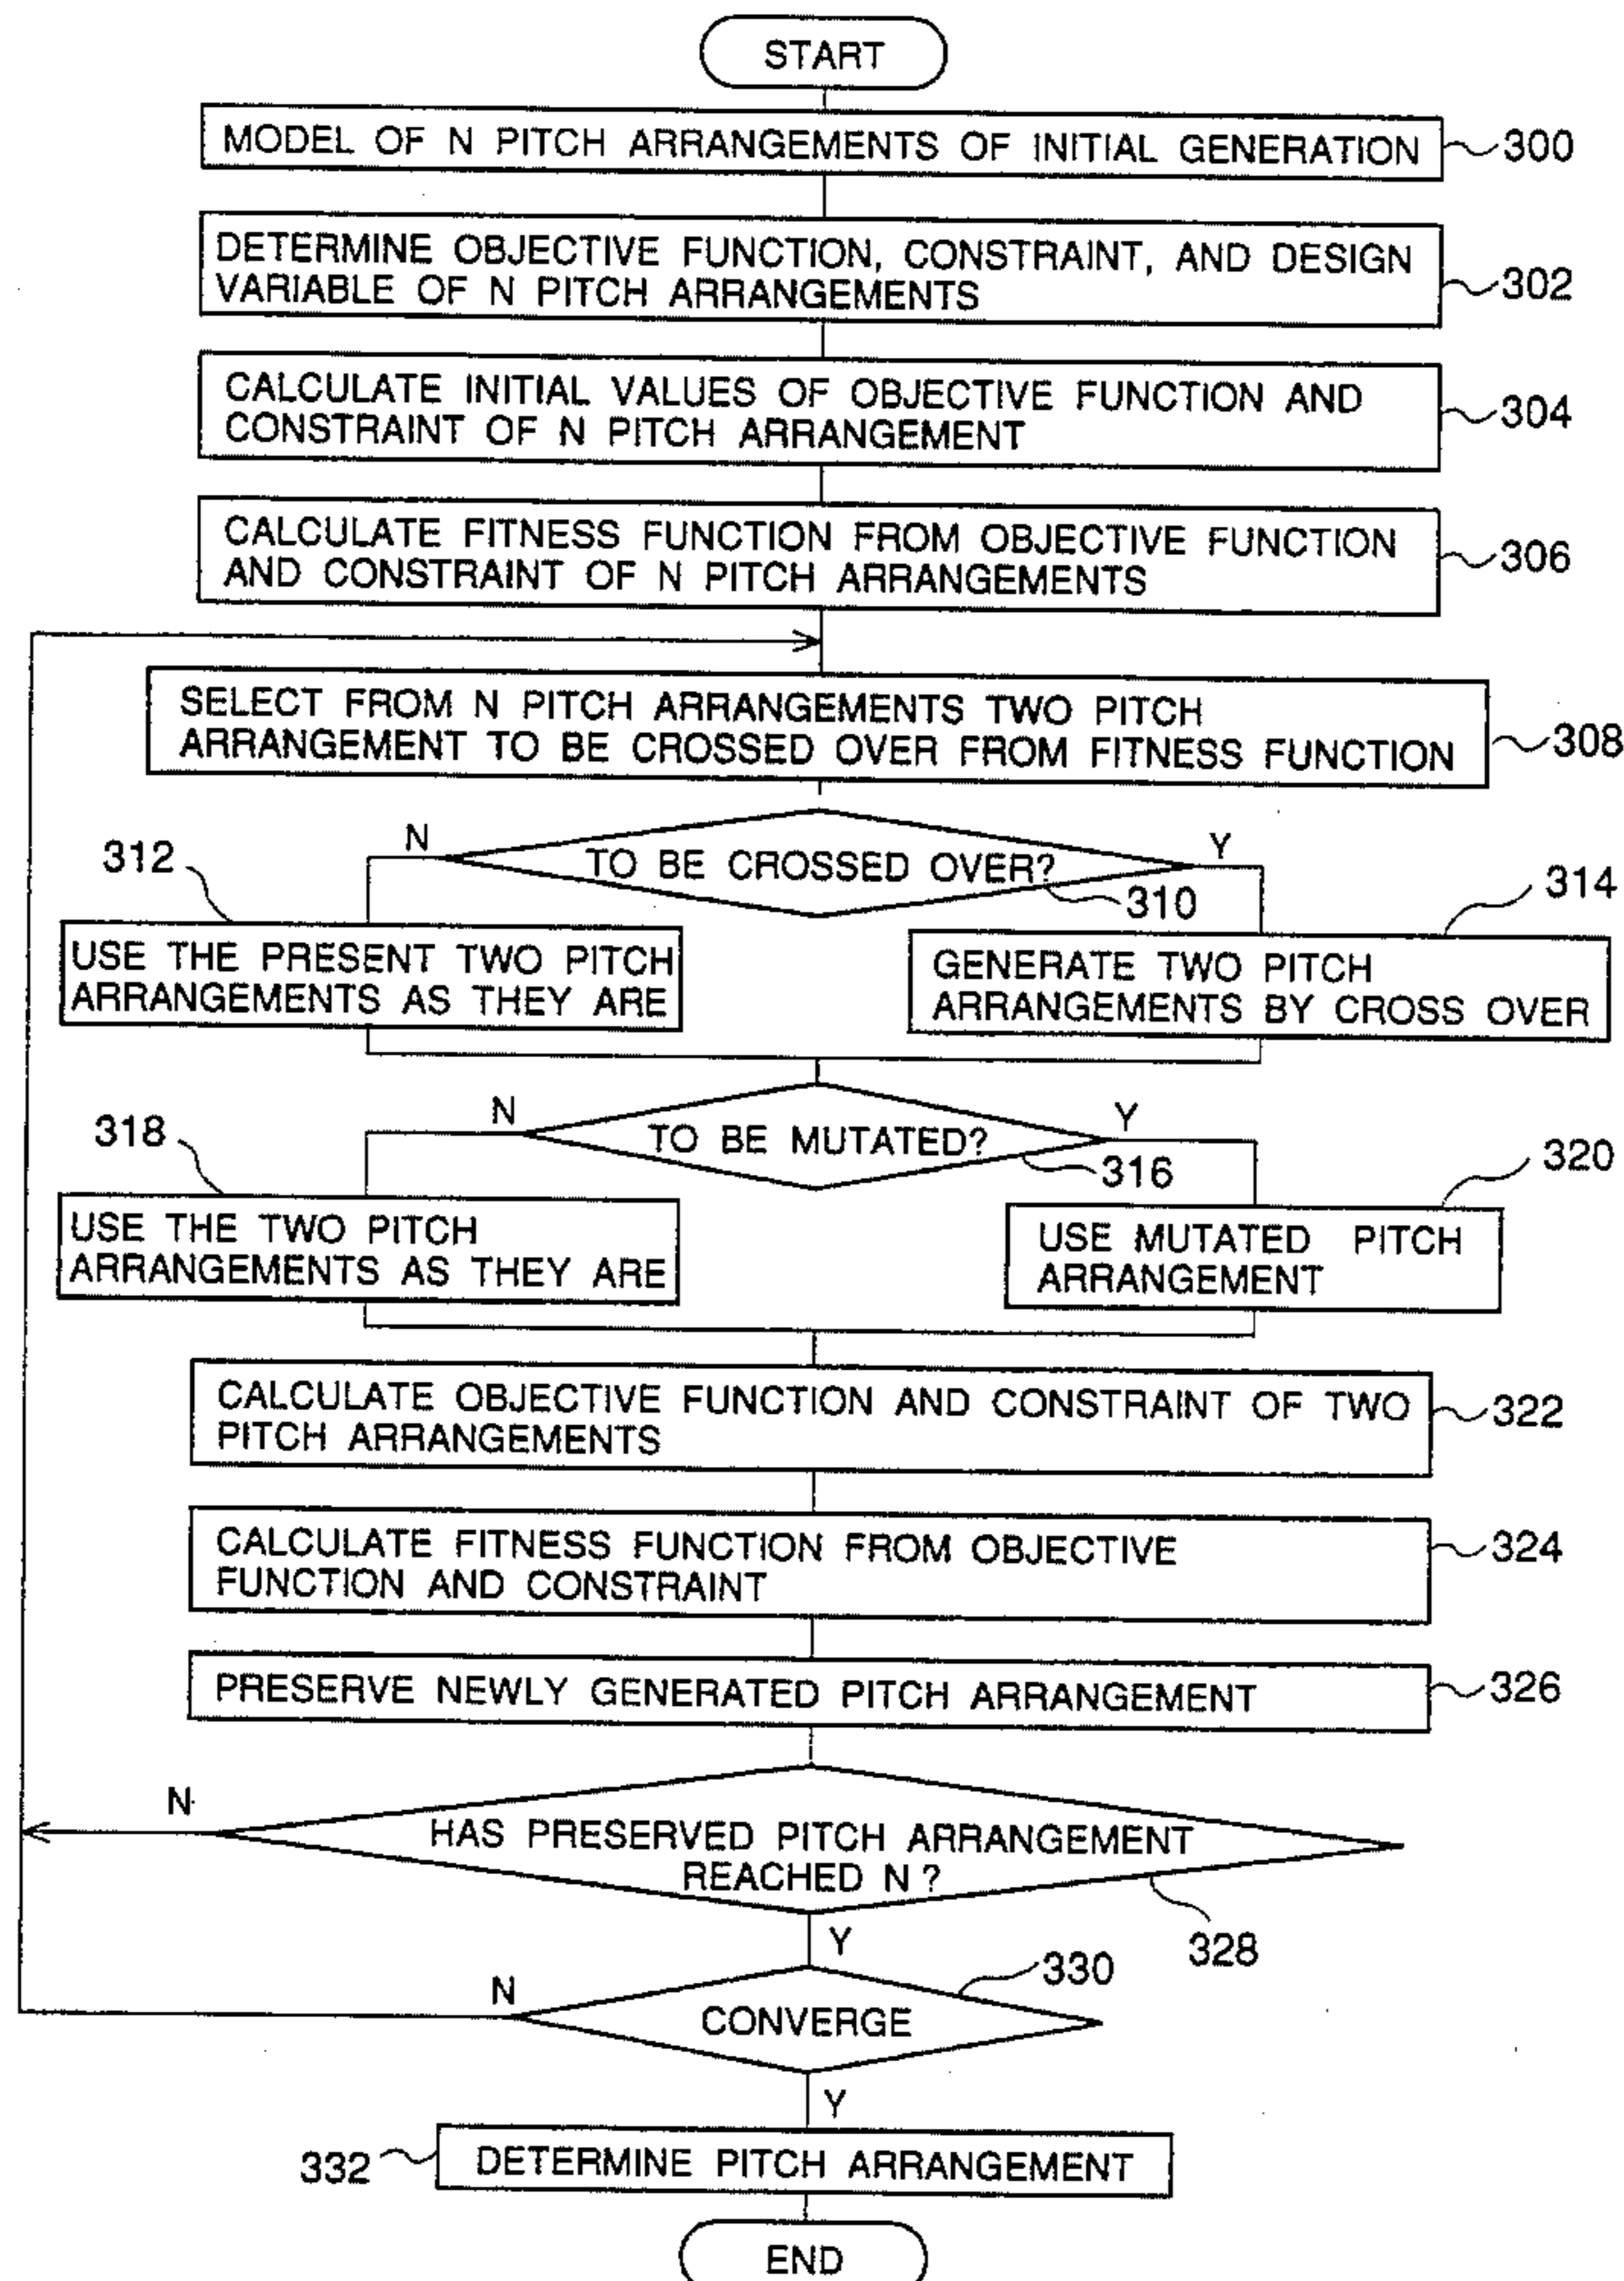 START
MODEL OF N PITCH ARRANGEMENTS OF INITIAL GENERATION
300
DETERMINE OBJECTIVE FUNCTION, CONSTRAINT, AND DESIGN
VARIABLE OF N PITCH ARRANGEMENTS
302
CALCULATE INITIAL VALUES OF OBJECTIVE FUNCTION AND
CONSTRAINT OF N PITCH ARRANGEMENT
304
CALCULATE FITNESS FUNCTION FROM OBJECTIVE FUNCTION
AND CONSTRAINT OF N PITCH ARRANGEMENTS
306
SELECT FROM N PITCH ARRANGEMENTS TWO PITCH
ARRANGEMENT TO BE CROSSED OVER FROM FITNESS FUNCTION
308
N
TO BE CROSSED OVER?
Y
310
312
USE THE PRESENT TWO PITCH
ARRANGEMENTS AS THEY ARE
314
GENERATE TWO PITCH
ARRANGEMENTS BY CROSS OVER
N
TO BE MUTATED?
Y
316
318
USE THE TWO PITCH
ARRANGEMENTS AS THEY ARE
320
USE MUTATED PITCH
ARRANGEMENT
CALCULATE OBJECTIVE FUNCTION AND CONSTRAINT OF TWO
PITCH ARRANGEMENTS
322
CALCULATE FITNESS FUNCTION FROM OBJECTIVE
FUNCTION AND CONSTRAINT
324
PRESERVE NEWLY GENERATED PITCH ARRANGEMENT
326
N
HAS PRESERVED PITCH ARRANGEMENT
REACHED N ?
328
Y
330
N
CONVERGE
Y
332
DETERMINE PITCH ARRANGEMENT
END